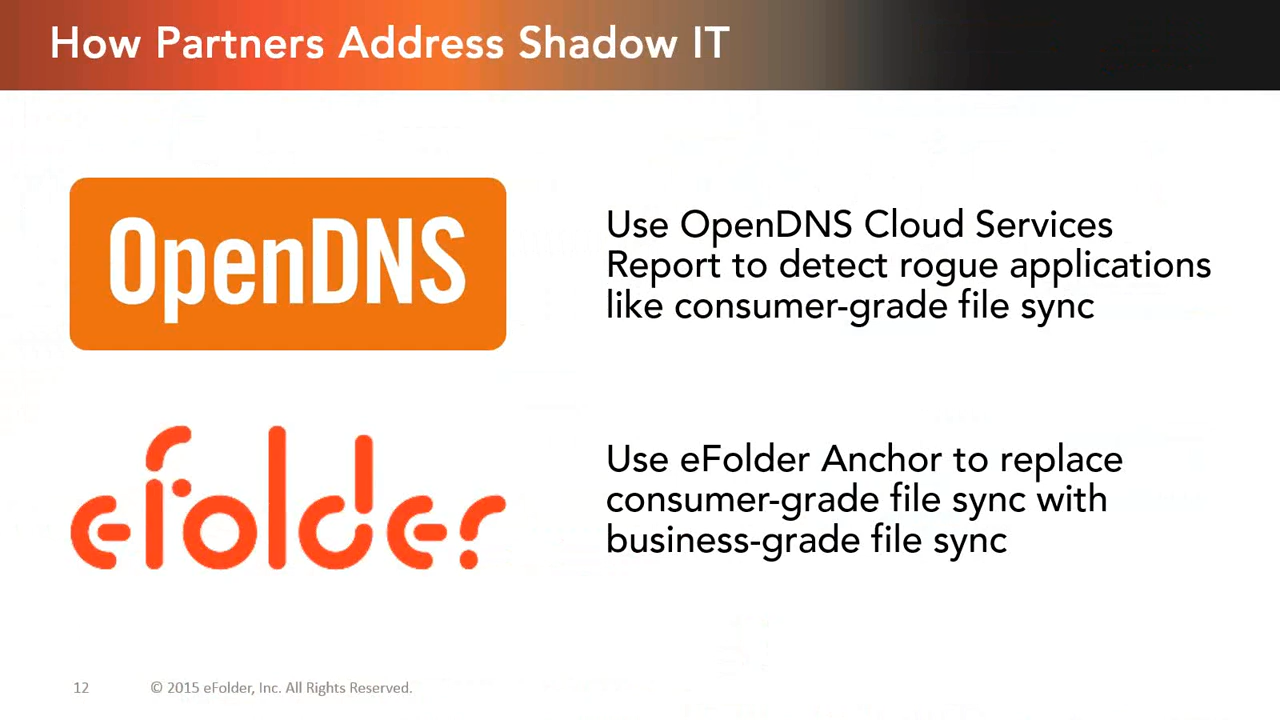 How Partners Address Shadow IT
OpenDNS
Use OpenDNS Cloud Services
Report to detect rogue applications
like consumer-grade file sync
eFolder
Use eFolder Anchor to replace
consumer-grade file sync with
business-grade file sync
12
© 2015 eFolder, Inc. All Rights Reserved.